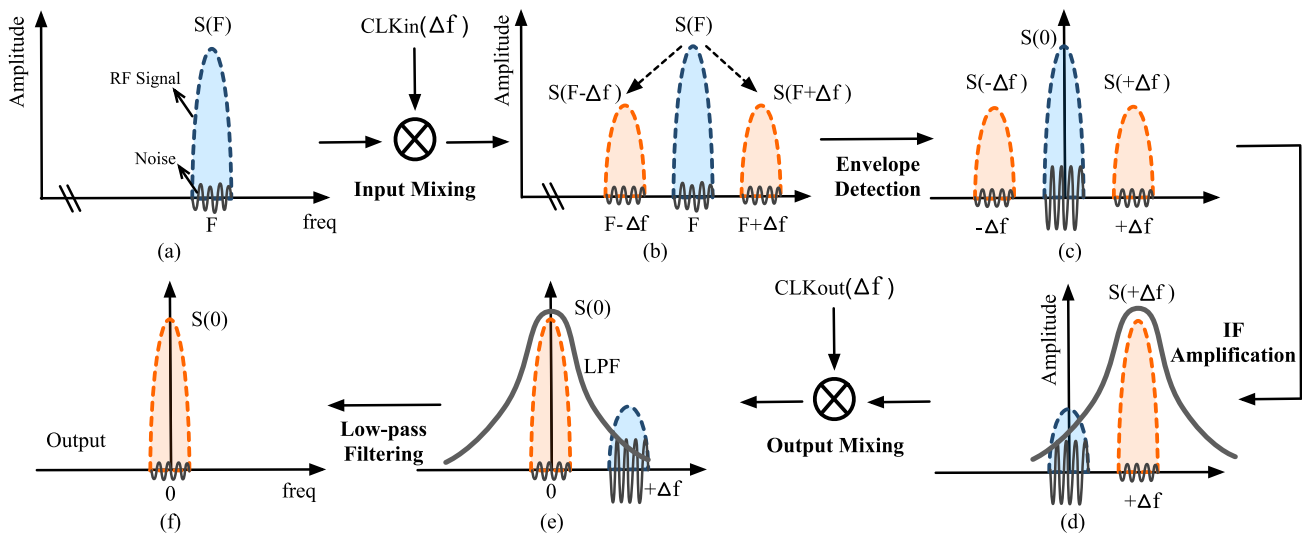 Amplitude
S(F)
RF Signal
Noise
F
freq
(a)
CLKin(Δf)
Input Mixing
Amplitude
S(F)
S(F-Δf)
S(F+Δf)
F-Δf
F
F+Δf
(b)
Envelope
Detection
S(0)
S(-Δf)
S(+Δf)
-Δf
+Δf
(c)
IF
Amplification
Amplitude
S(+Δf)
+Δf
(d)
CLKout(Δf)
Output Mixing
S(0)
LPF
0
+Δf
(e)
Low-pass
Filtering
S(0)
Output
0
freq
(f)